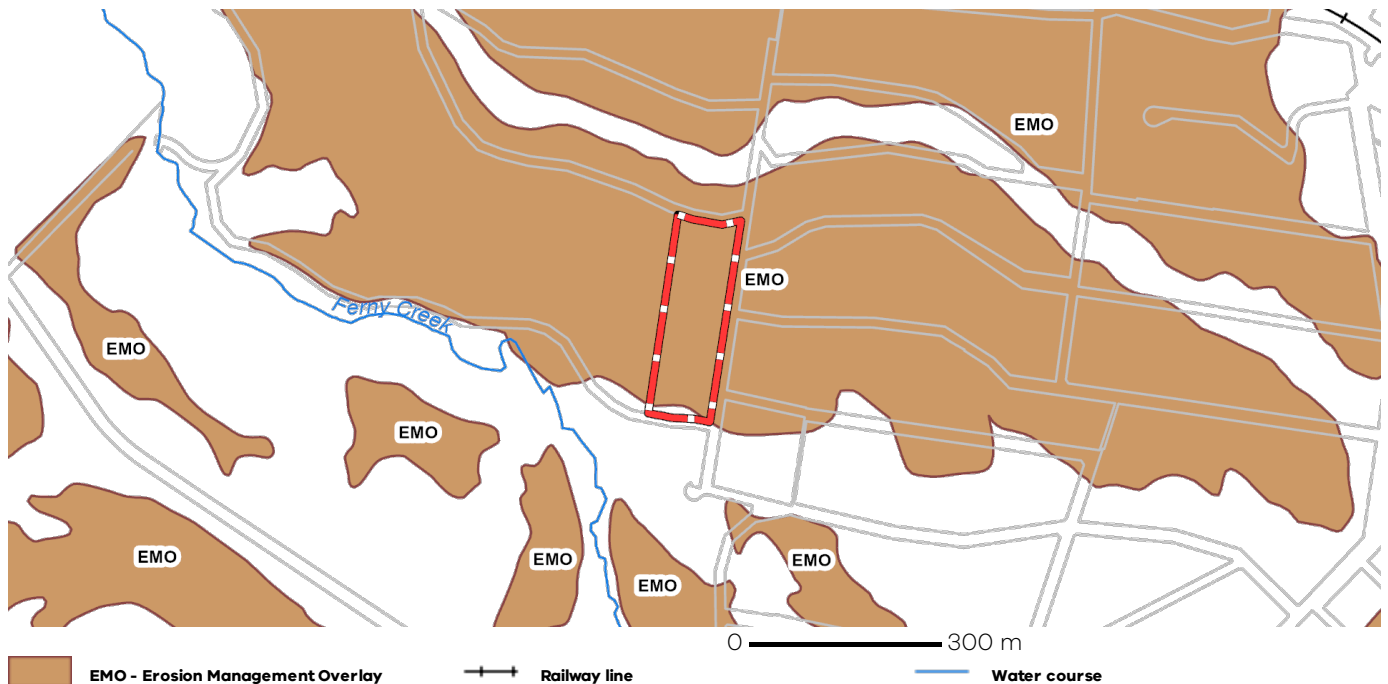 EMO
EMO
Ferny Creek
EMO
EMO
EMO
EMO
EMO
EMO
0 300 m
EMO - Erosion Management Overlay
Railway line
Water course